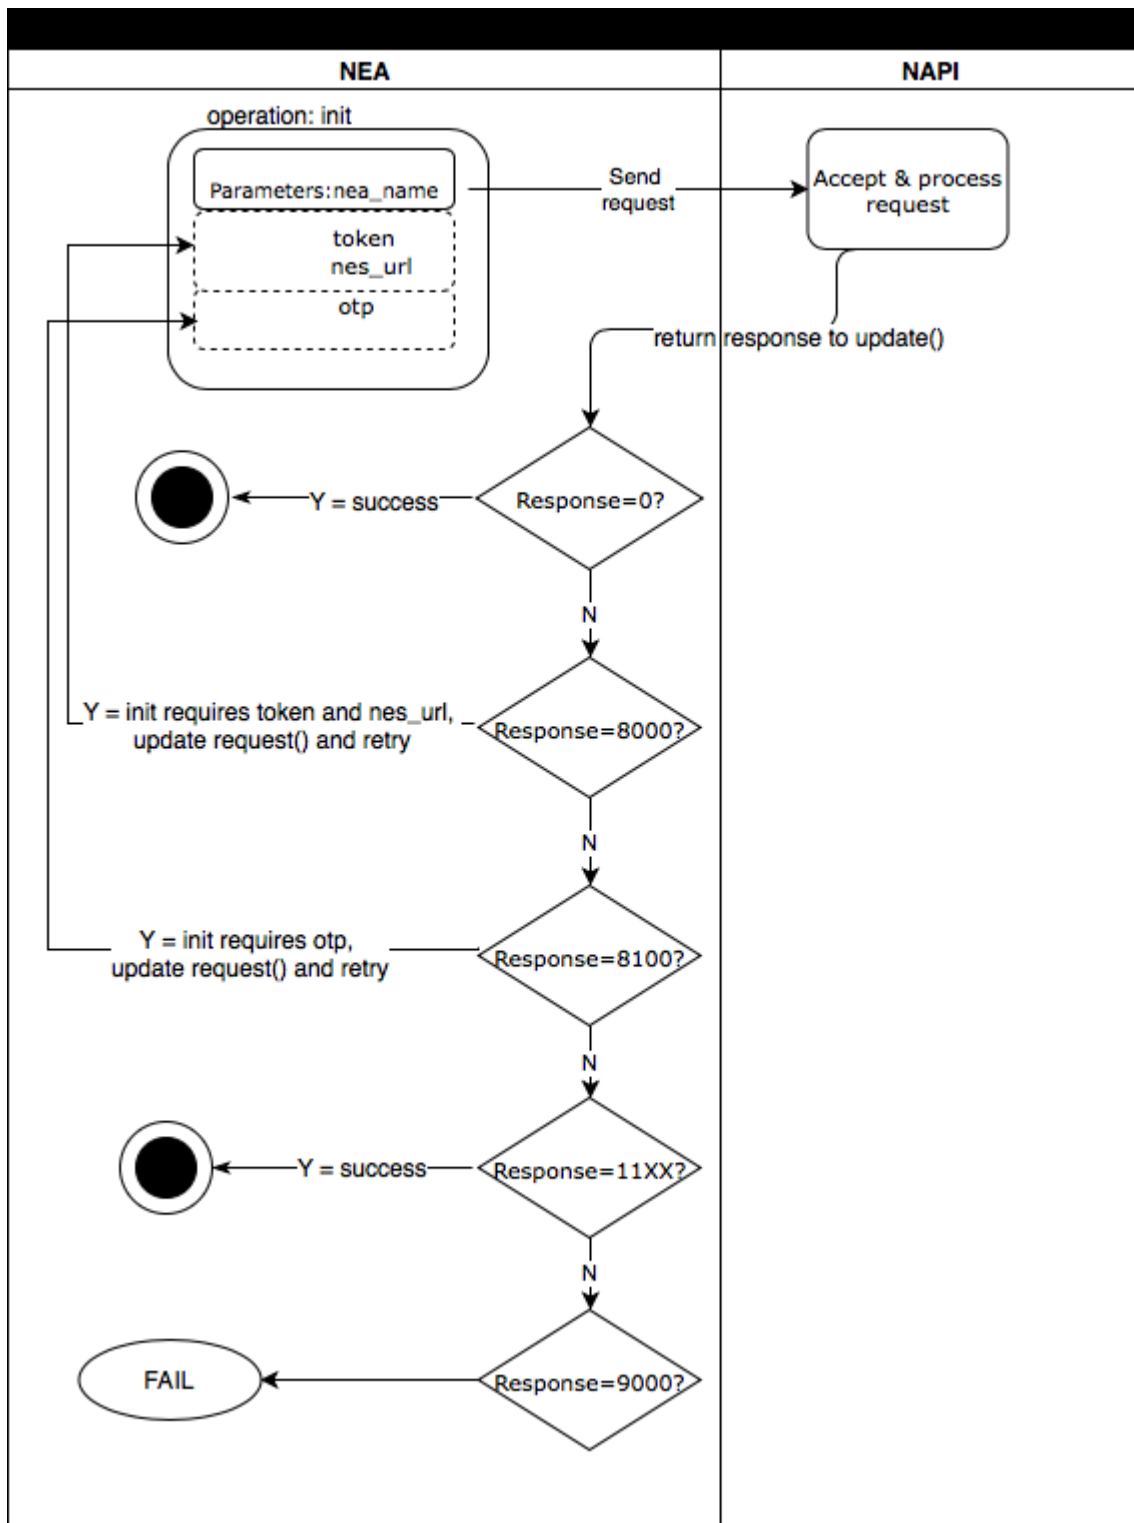 NEA
NAPI
operation: init
Parameters:nea_name
token
nes_url
otp
Send
request
Accept & process
request
return response to update()
Response=0?
Y = success
N
Response=8000?
Y = init requires token and nes_url,
update request() and retry
N
Response=8100?
Y = init requires otp,
update request() and retry
N
Response=11XX?
Y = success
N
Response=9000?
FAIL